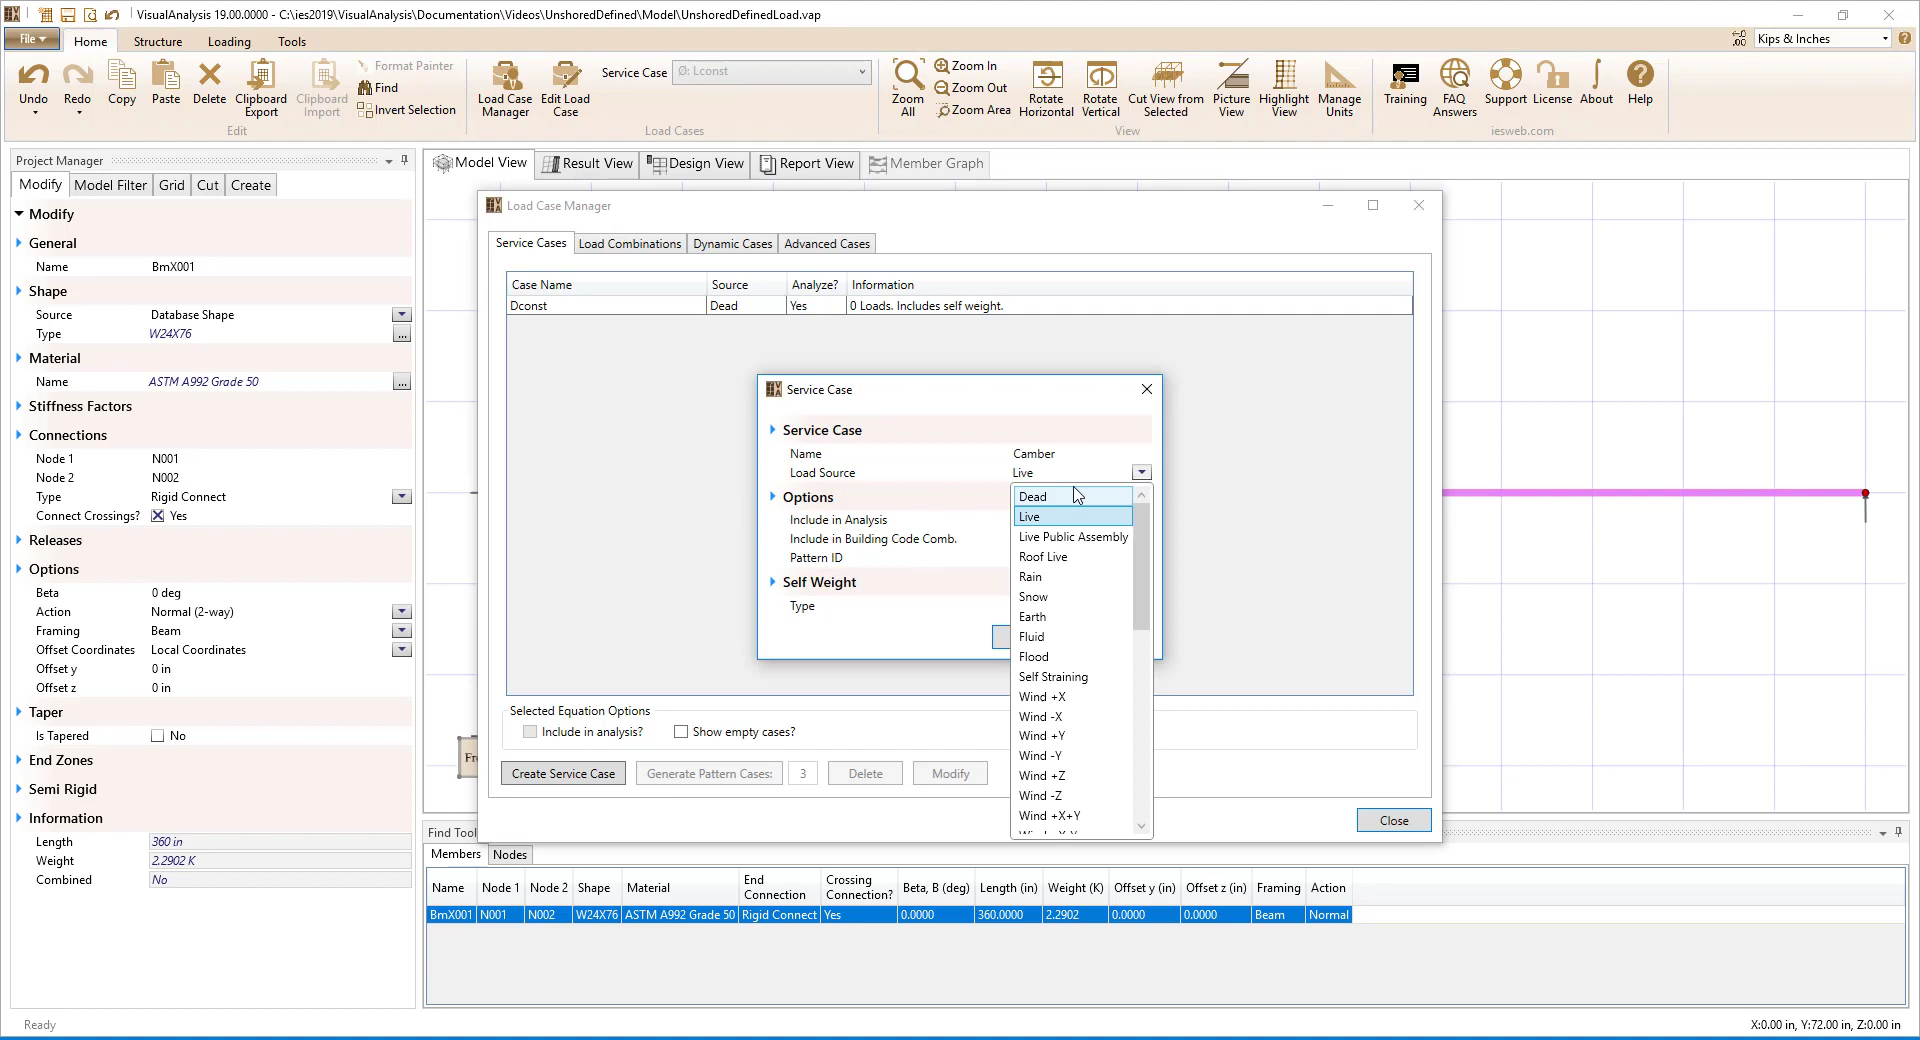 VisualAnalysis 19.00.0000 - C:\ies2019\VisualAnalysis\Documentation\Videos\UnshoredDefined\Model\UnshoredDefinedLoad.vap
File Home Structure Loading Tools
Kips & Inches
Undo Redo Copy Paste Delete Clipboard Export Clipboard Import
Format Painter
Find
Invert Selection
Edit
Load Case Manager Edit Load Case
Service Case Ø: Lconst
Load Cases
Zoom All
Zoom In
Zoom Out
Zoom Area
Rotate Horizontal Rotate Vertical Cut View from Selected Picture View Highlight View Manage Units
View
Training FAQ Answers Support License About Help
iesweb.com
Project Manager
Modify Model Filter Grid Cut Create
Modify
General
Name BmX001
Shape
Source Database Shape
Type W24X76 ...
Material
Name ASTM A992 Grade 50 ...
Stiffness Factors
Connections
Node 1 N001
Node 2 N002
Type Rigid Connect
Connect Crossings? Yes
Releases
Options
Beta 0 deg
Action Normal (2-way)
Framing Beam
Offset Coordinates Local Coordinates
Offset y 0 in
Offset z 0 in
Taper
Is Tapered No
End Zones
Semi Rigid
Information
Length 360 in
Weight 2.2902 K
Combined No
Model View Result View Design View Report View Member Graph
Load Case Manager
Service Cases Load Combinations Dynamic Cases Advanced Cases
Case Name Source Analyze? Information
Dconst Dead Yes 0 Loads. Includes self weight.
Service Case
Service Case
Name Camber
Load Source Live
Options
Include in Analysis
Include in Building Code Comb.
Pattern ID
Self Weight
Type
Dead
Live
Live Public Assembly
Roof Live
Rain
Snow
Earth
Fluid
Flood
Self Straining
Wind +X
Wind -X
Wind +Y
Wind -Y
Wind +Z
Wind -Z
Wind +X+Y
Selected Equation Options
Include in analysis? Show empty cases?
Create Service Case Generate Pattern Cases: 3 Delete Modify
Close
Fr
Find Tool
Members Nodes
Name Node 1 Node 2 Shape Material End Connection Crossing Connection? Beta, B (deg) Length (in) Weight (K) Offset y (in) Offset z (in) Framing Action
BmX001 N001 N002 W24X76 ASTM A992 Grade 50 Rigid Connect Yes 0.0000 360.0000 2.2902 0.0000 0.0000 Beam Normal
Ready
X:0.00 in, Y:72.00 in, Z:0.00 in